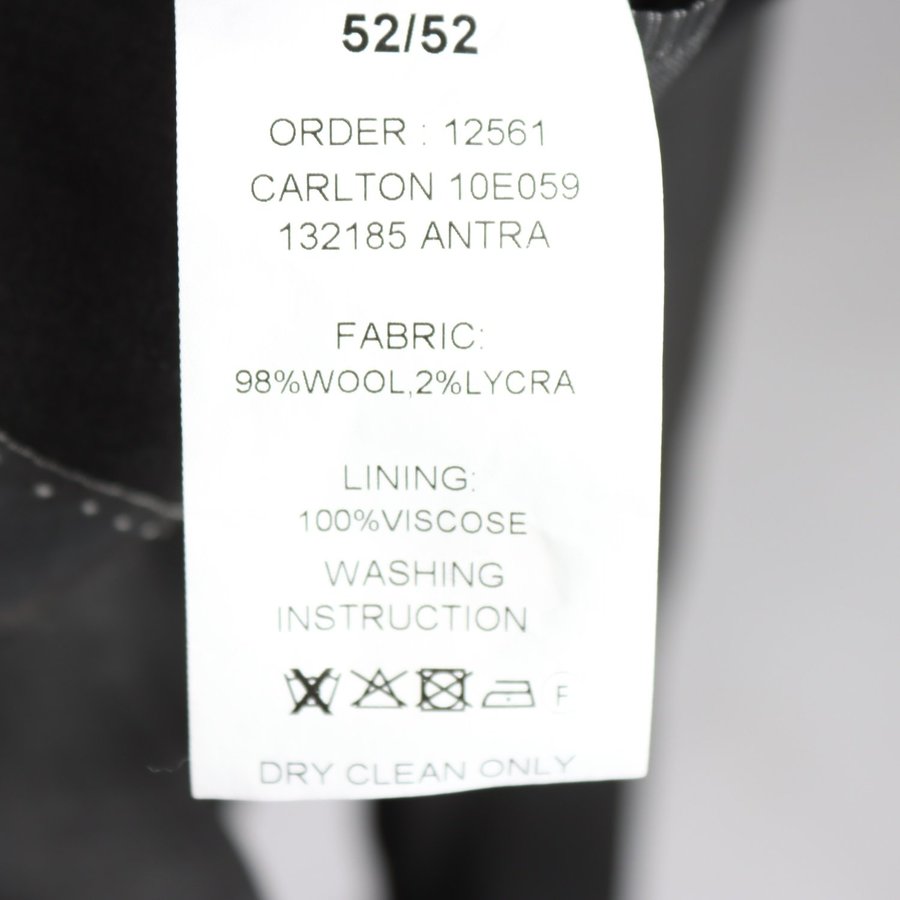 52/52
ORDER : 12561
CARLTON 10E059
132185 ANTRA
FABRIC:
98%WOOL,2%LYCRA
LINING:
100%VISCOSE
WASHING
INSTRUCTION
F
DRY CLEAN ONLY